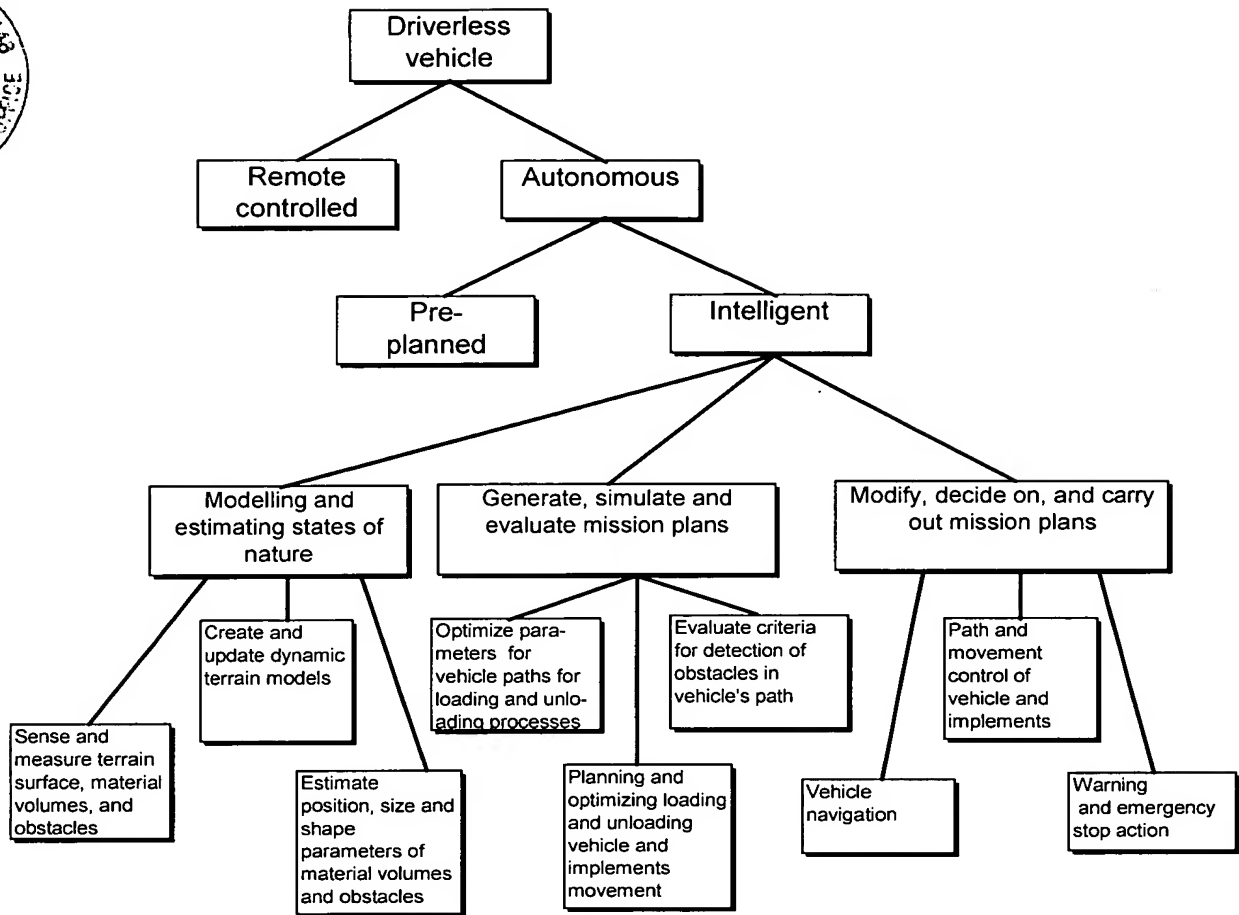 Driverless
vehicle
Remote
controlled
Autonomous
Pre-
planned
Intelligent
Modelling and
estimating states of
nature
Generate, simulate and
evaluate mission plans
Modify, decide on, and carry
out mission plans
Sense and
measure terrain
surface, material
volumes, and
obstacles
Create and
update dynamic
terrain models
Estimate
position, size and
shape
parameters of
material volumes
and obstacles
Optimize para-
meters for
vehicle paths for
loading and unlo-
ading processes
Planning and
optimizing loading
and unloading
vehicle and
implements
movement
Evaluate criteria
for detection of
obstacles in
vehicle's path
Vehicle
navigation
Path and
movement
control of
vehicle and
implements
Warning
and emergency
stop action